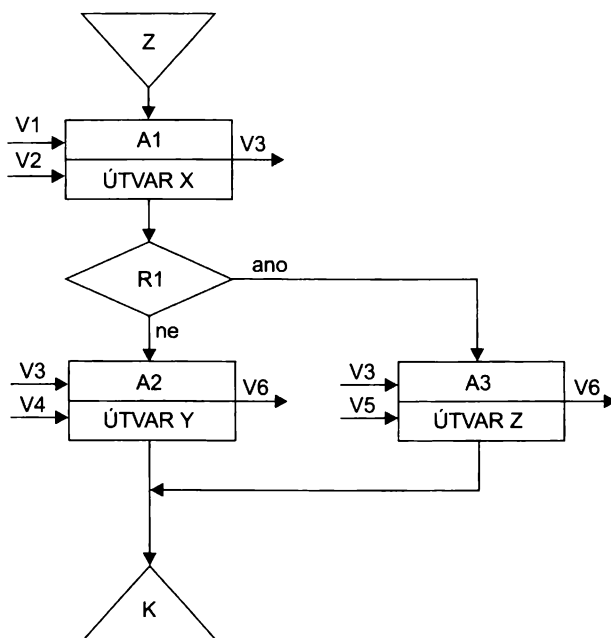 Z
V1
A1
V3
V2
ÚTVAR X
R1
ano
ne
V3
A2
V6
V4
ÚTVAR Y
V3
A3
V6
V5
ÚTVAR Z
K